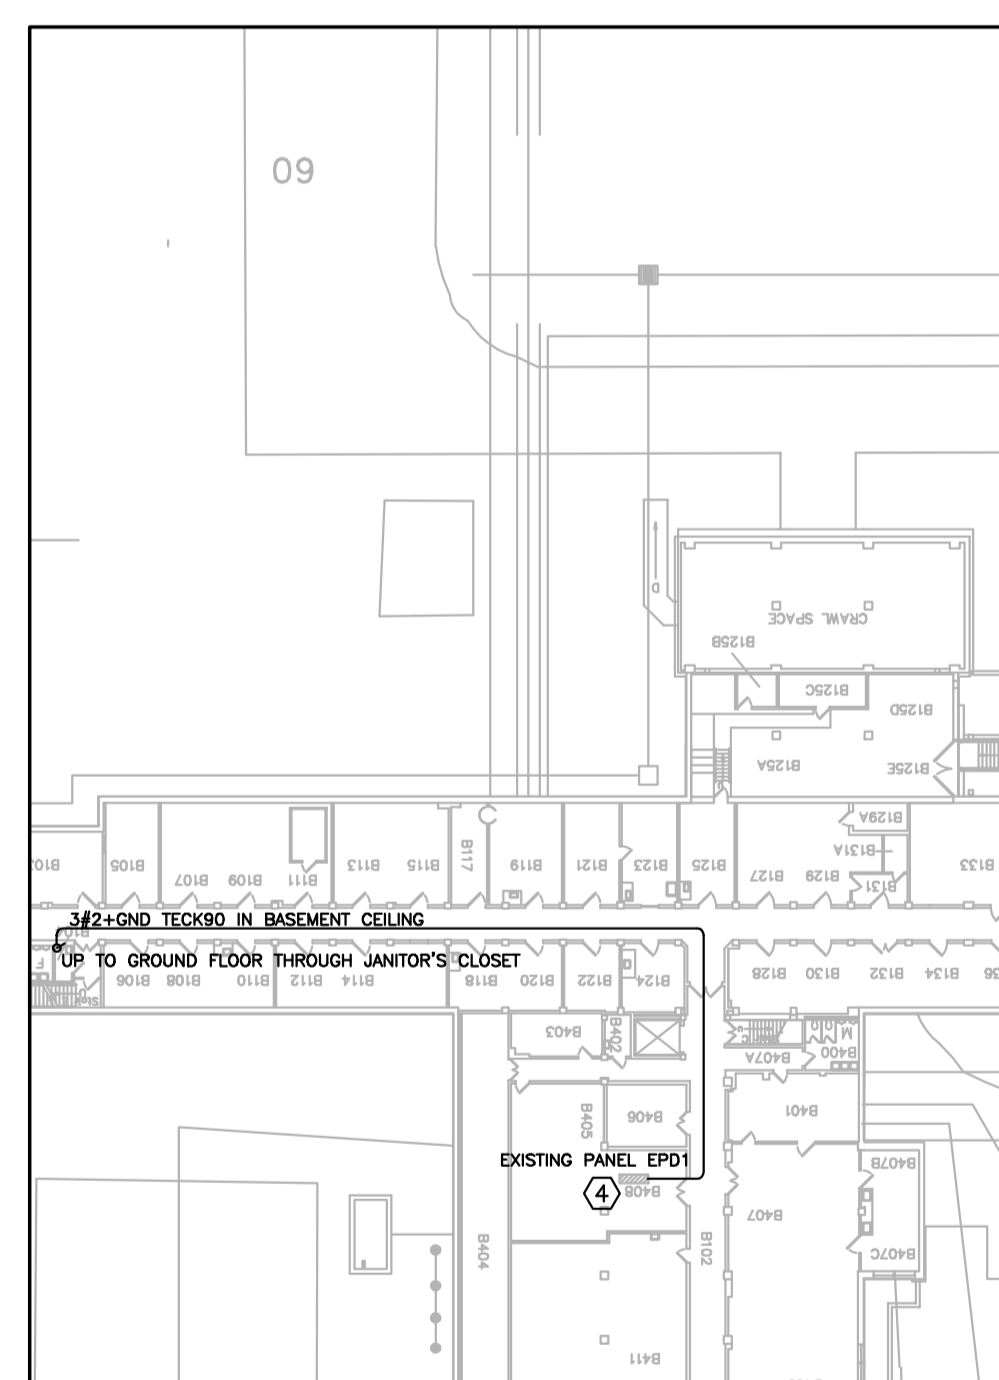 09
D
CRAWL SPACE
B125B
B125C
B125D
B125A
B125E
B129A
B117
B131A
B105
B107
B109
B111
B113
B115
B119
B121
B123
B125
B127
B129
B131
B133
3#2+GND TECK90 IN BASEMENT CEILING
UP TO GROUND FLOOR THROUGH JANITOR'S CLOSET
B106
B108
B110
B112
B114
B118
B120
B122
B124
B128
B130
B132
B134
B403
B402
M
B407A
B400
B405
B406
B401
EXISTING PANEL EPD1
4
B408
B407B
B407
B404
B102
B407C
B411